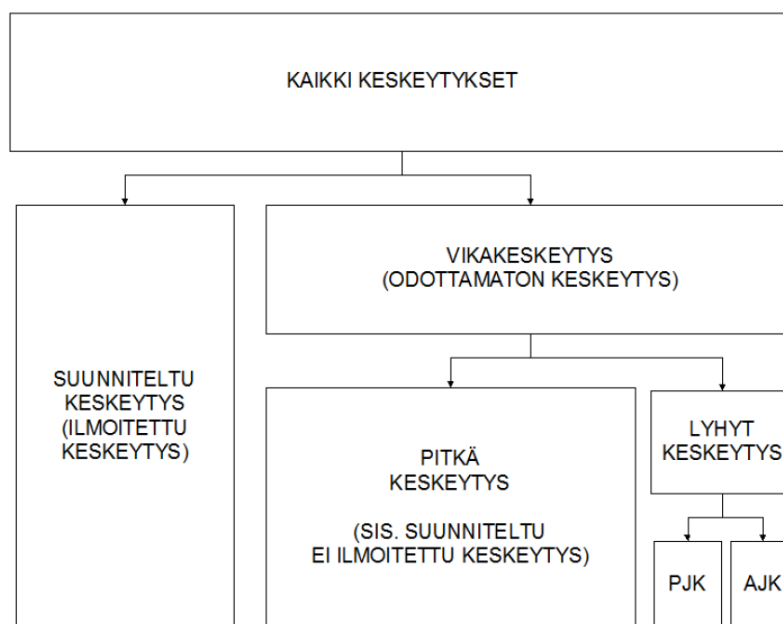 KAIKKI KESKEYTYKSET
VIKAKESKEYTYS
(ODOTTAMATON KESKEYTYS)
SUUNNITELTU
KESKEYTYS
(ILMOITETTU
KESKEYTYS)
PITKÄ
KESKEYTYS
(SIS. SUUNNITELTU
EI ILMOITETTU KESKEYTYS)
LYHYT
KESKEYTYS
PJK
AJK